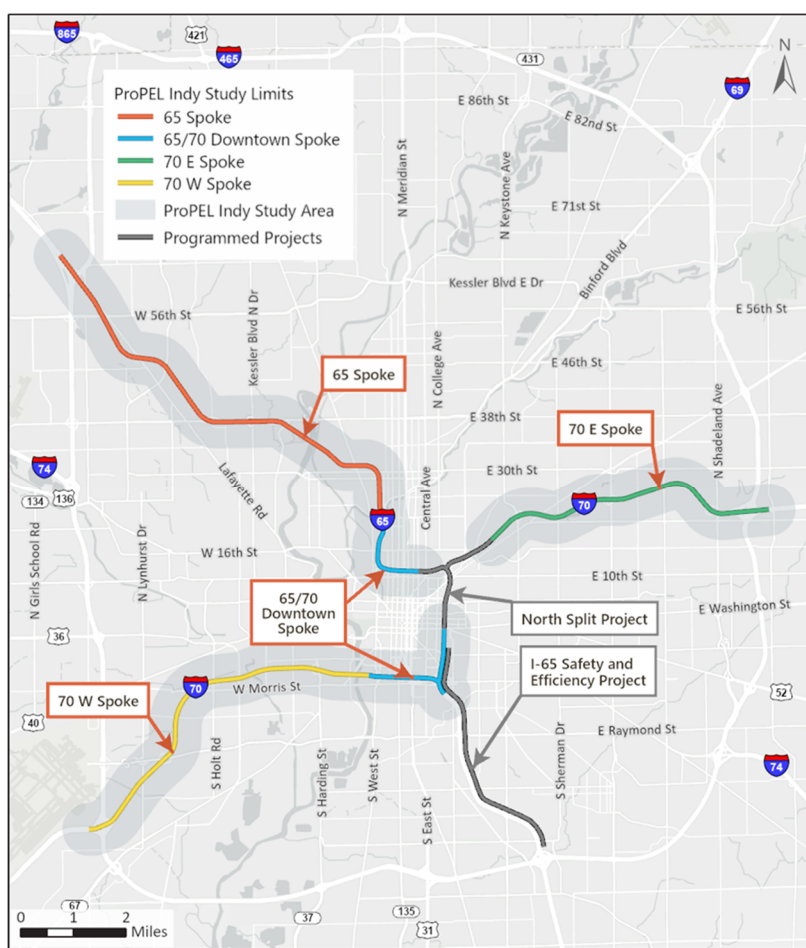 865
421
465
431
N
69
ProPEL Indy Study Limits
65 Spoke
65/70 Downtown Spoke
70 E Spoke
70 W Spoke
ProPEL Indy Study Area
Programmed Projects
N Meridian St
E 86th St
E 82nd St
N Keystone Ave
E 71st St
Binford Blvd
Kessler Blvd E Dr
W 56th St
Kessler Blvd N Dr
E 56th St
N College Ave
E 46th St
65 Spoke
E 38th St
70 E Spoke
N Shadeland Ave
74
134
136
Lafayette Rd
Central Ave
E 30th St
70
65
N Girls School Rd
N Lynhurst Dr
W 16th St
E 10th St
65/70
Downtown
Spoke
North Split Project
E Washington St
36
I-65 Safety and
Efficiency Project
70
W Morris St
70 W Spoke
52
40
E Raymond St
S Holt Rd
S Harding St
S West St
S East St
S Sherman Dr
74
67
37
135
31
0 1 2
Miles